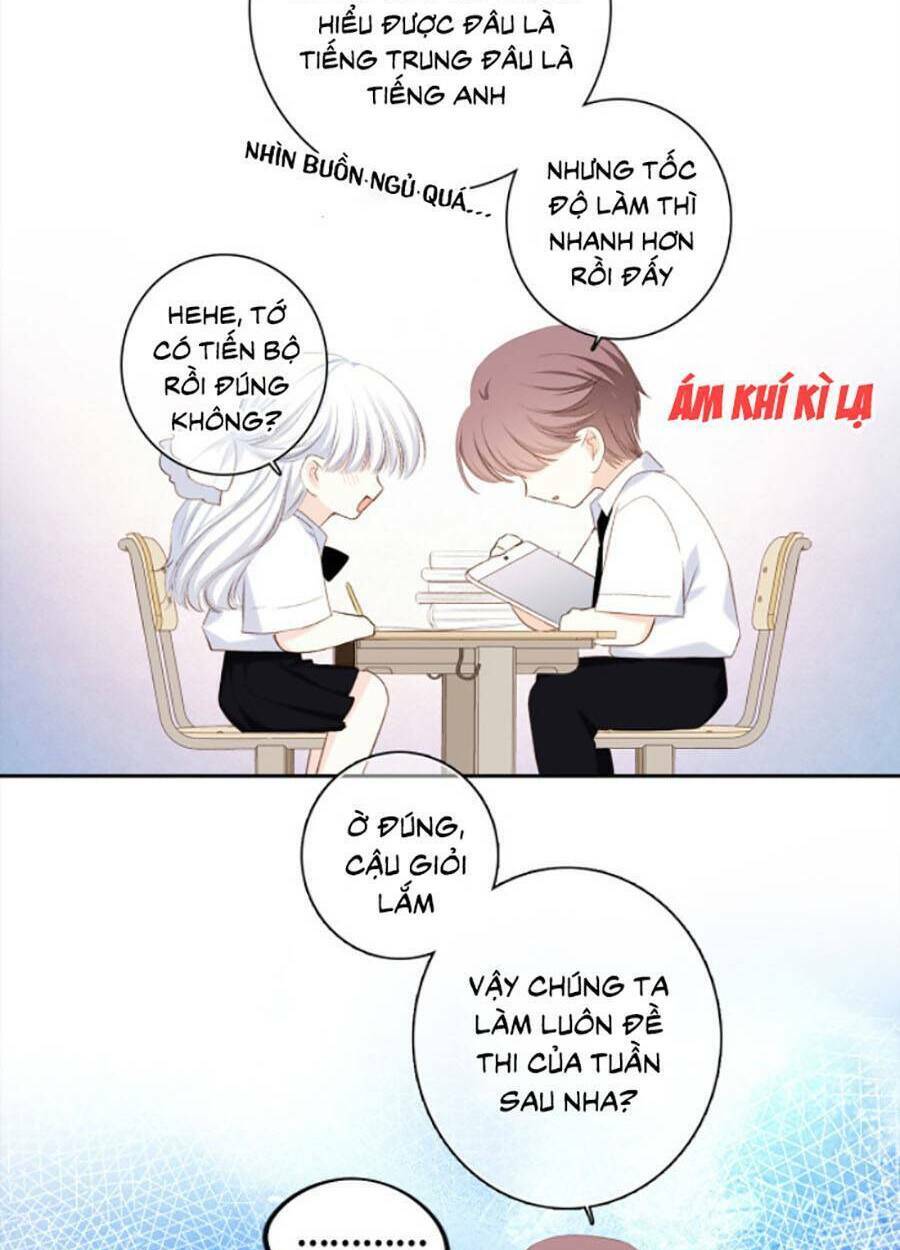 HIỂU ĐƯỢC ĐÂU LÀ
TIẾNG TRUNG ĐÂU LÀ
TIẾNG ANH
NHÌN BUỒN NGỦ QUÁ...
NHƯNG TỐC
ĐỘ LÀM THÌ
NHANH HƠN
RỒI ĐẤY
HEHE, TỚ
CÓ TIẾN BỘ
RỒI ĐÚNG
KHÔNG?
ÁM KHÍ KÌ LẠ
Ờ ĐÚNG,
CẬU GIỎI
LẮM
VẬY CHÚNG TA
LÀM LUÔN ĐỀ
THI CỦA TUẦN
SAU NHA?
..............